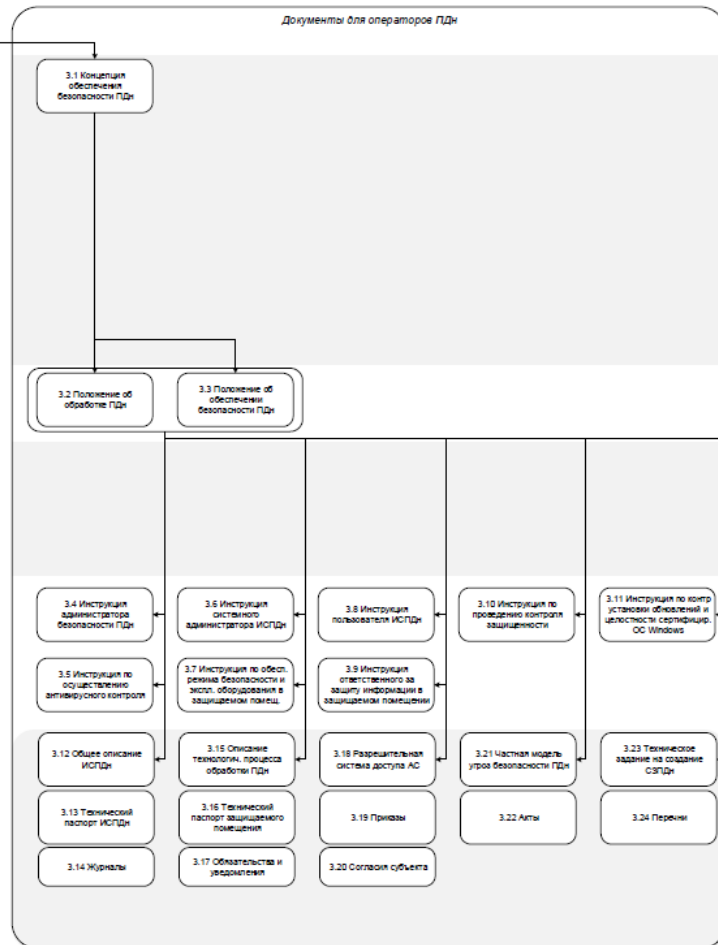 Документы для операторов ПДн
3.1 Концепция
обеспечения
безопасности ПДн
3.2 Положение об
обработке ПДн
3.3 Положение об
обеспечении
безопасности ПДн
3.4 Инструкция
администратора
безопасности ПДн
3.6 Инструкция
системного
администратора ИСПДн
3.8 Инструкция
пользователя ИСПДн
3.10 Инструкция по
проведению контроля
защищенности
3.11 Инструкция по контр
установки обновлений и
целостности сертифицир.
ОС Windows
3.5 Инструкция по
осуществлению
антивирусного контроля
3.7 Инструкция по обесп.
режима безопасности и
экспл. оборудования в
защищаемом помещ.
3.9 Инструкция
ответственного за
защиту информации в
защищаемом помещении
3.12 Общее описание
ИСПДн
3.15 Описание
технологич. процесса
обработки ПДн
3.18 Разрешительная
система доступа АС
3.21 Частная модель
угроз безопасности ПДн
3.23 Техническое
задание на создание
СЗПДн
3.13 Технический
паспорт ИСПДн
3.16 Технический
паспорт защищаемого
помещения
3.19 Приказы
3.22 Акты
3.24 Перечни
3.14 Журналы
3.17 Обязательства и
уведомления
3.20 Согласия субъекта